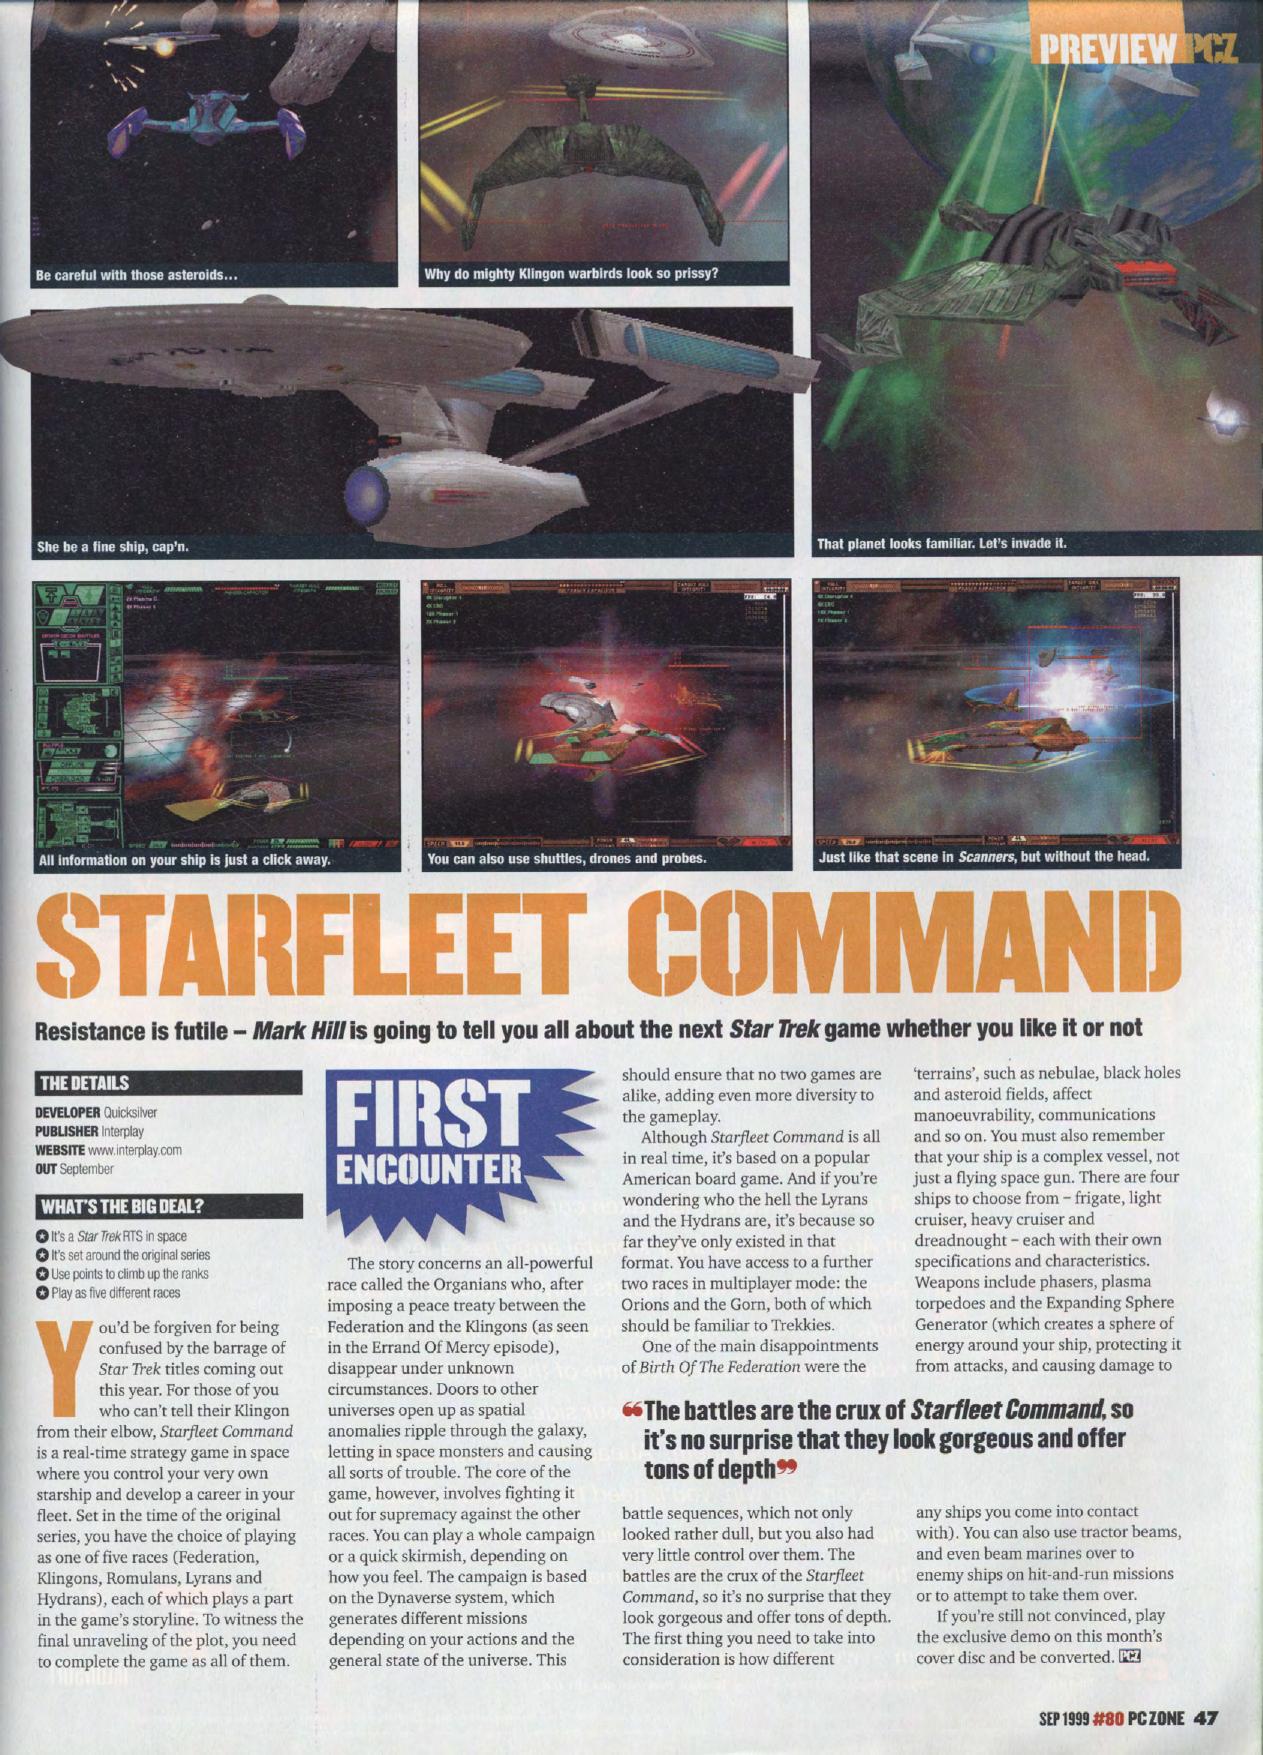 PREVIEW PCZ
Be careful with those asteroids...
Why do mighty Klingon warbirds look so prissy?
She be a fine ship, cap'n.
That planet looks familiar. Let's invade it.
All information on your ship is just a click away.
You can also use shuttles, drones and probes.
Just like that scene in Scanners, but without the head.
STARFLEET COMMAND
Resistance is futile – Mark Hill is going to tell you all about the next Star Trek game whether you like it or not
THE DETAILS
DEVELOPER Quicksilver
PUBLISHER Interplay
WEBSITE www.interplay.com
OUT September
WHAT'S THE BIG DEAL?
It's a Star Trek RTS in space
It's set around the original series
Use points to climb up the ranks
Play as five different races
You'd be forgiven for being
confused by the barrage of
Star Trek titles coming out
this year. For those of you
who can't tell their Klingon
from their elbow, Starfleet Command
is a real-time strategy game in space
where you control your very own
starship and develop a career in your
fleet. Set in the time of the original
series, you have the choice of playing
as one of five races (Federation,
Klingons, Romulans, Lyrans and
Hydrans), each of which plays a part
in the game's storyline. To witness the
final unraveling of the plot, you need
to complete the game as all of them.
FIRST
ENCOUNTER
The story concerns an all-powerful
race called the Organians who, after
imposing a peace treaty between the
Federation and the Klingons (as seen
in the Errand Of Mercy episode),
disappear under unknown
circumstances. Doors to other
universes open up as spatial
anomalies ripple through the galaxy,
letting in space monsters and causing
all sorts of trouble. The core of the
game, however, involves fighting it
out for supremacy against the other
races. You can play a whole campaign
or a quick skirmish, depending on
how you feel. The campaign is based
on the Dynaverse system, which
generates different missions
depending on your actions and the
general state of the universe. This
should ensure that no two games are
alike, adding even more diversity to
the gameplay.
Although Starfleet Command is all
in real time, it's based on a popular
American board game. And if you're
wondering who the hell the Lyrans
and the Hydrans are, it's because so
far they've only existed in that
format. You have access to a further
two races in multiplayer mode: the
Orions and the Gorn, both of which
should be familiar to Trekkies.
One of the main disappointments
of Birth Of The Federation were the
battle sequences, which not only
looked rather dull, but you also had
very little control over them. The
battles are the crux of the Starfleet
Command, so it's no surprise that they
look gorgeous and offer tons of depth.
The first thing you need to take into
consideration is how different
'terrains', such as nebulae, black holes
and asteroid fields, affect
manoeuvrability, communications
and so on. You must also remember
that your ship is a complex vessel, not
just a flying space gun. There are four
ships to choose from – frigate, light
cruiser, heavy cruiser and
dreadnought – each with their own
specifications and characteristics.
Weapons include phasers, plasma
torpedoes and the Expanding Sphere
Generator (which creates a sphere of
energy around your ship, protecting it
from attacks, and causing damage to
any ships you come into contact
with). You can also use tractor beams,
and even beam marines over to
enemy ships on hit-and-run missions
or to attempt to take them over.
If you're still not convinced, play
the exclusive demo on this month's
cover disc and be converted. PCZ
“The battles are the crux of Starfleet Command, so
it's no surprise that they look gorgeous and offer
tons of depth”
SEP 1999 #80 PC ZONE 47